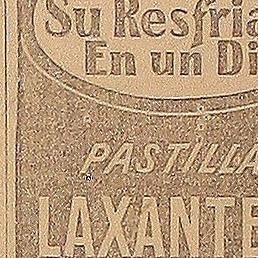 Su Resfria
En un Di
PASTILLA
LAXANTE